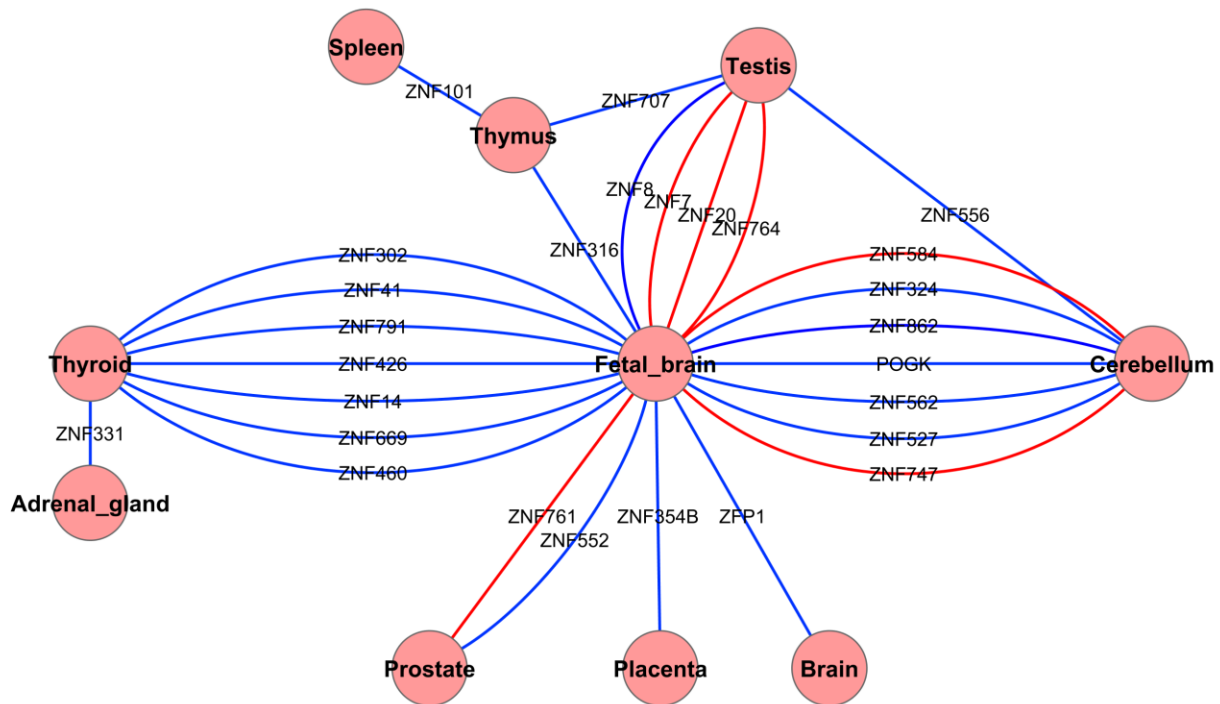 Spleen
Testis
ZNF101
ZNF707
Thymus
ZNF8
ZNF7
ZNF20
ZNF764
ZNF556
ZNF316
ZNF302
ZNF584
ZNF41
ZNF324
ZNF791
ZNF862
Thyroid
ZNF426
Fetal_brain
POGK
Cerebellum
ZNF14
ZNF562
ZNF331
ZNF669
ZNF527
ZNF460
ZNF747
Adrenal_gland
ZNF761
ZNF354B
ZFP1
ZNF552
Prostate
Placenta
Brain